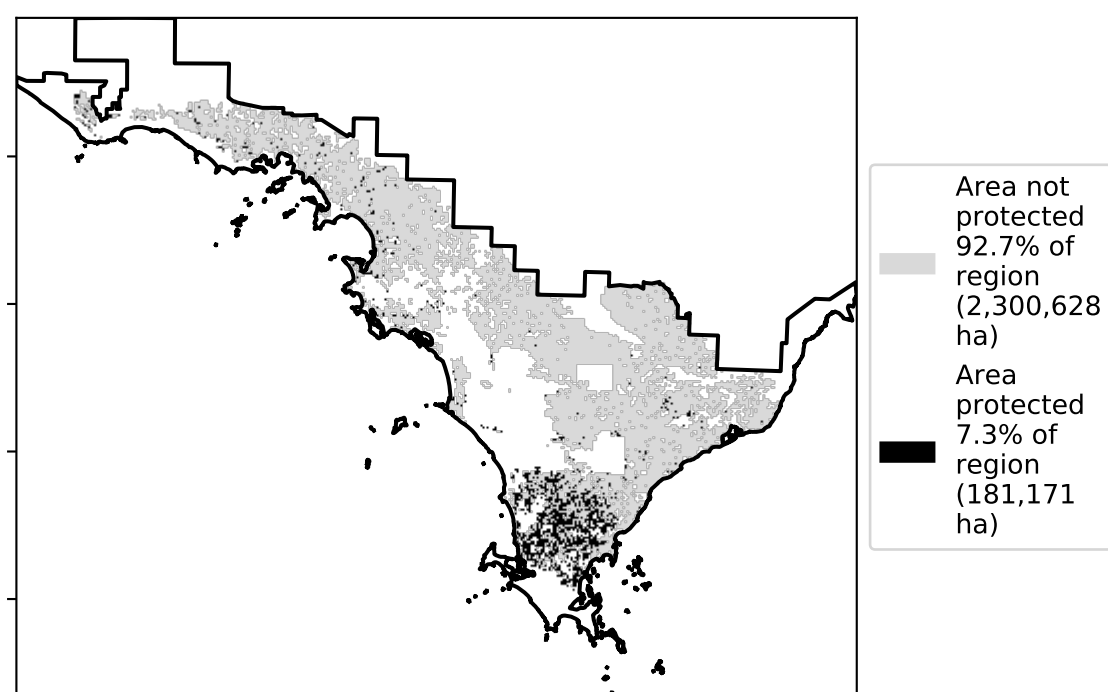 Area not
protected
92.7% of
region
(2,300,628
ha)
Area
protected
7.3% of
region
(181,171
ha)